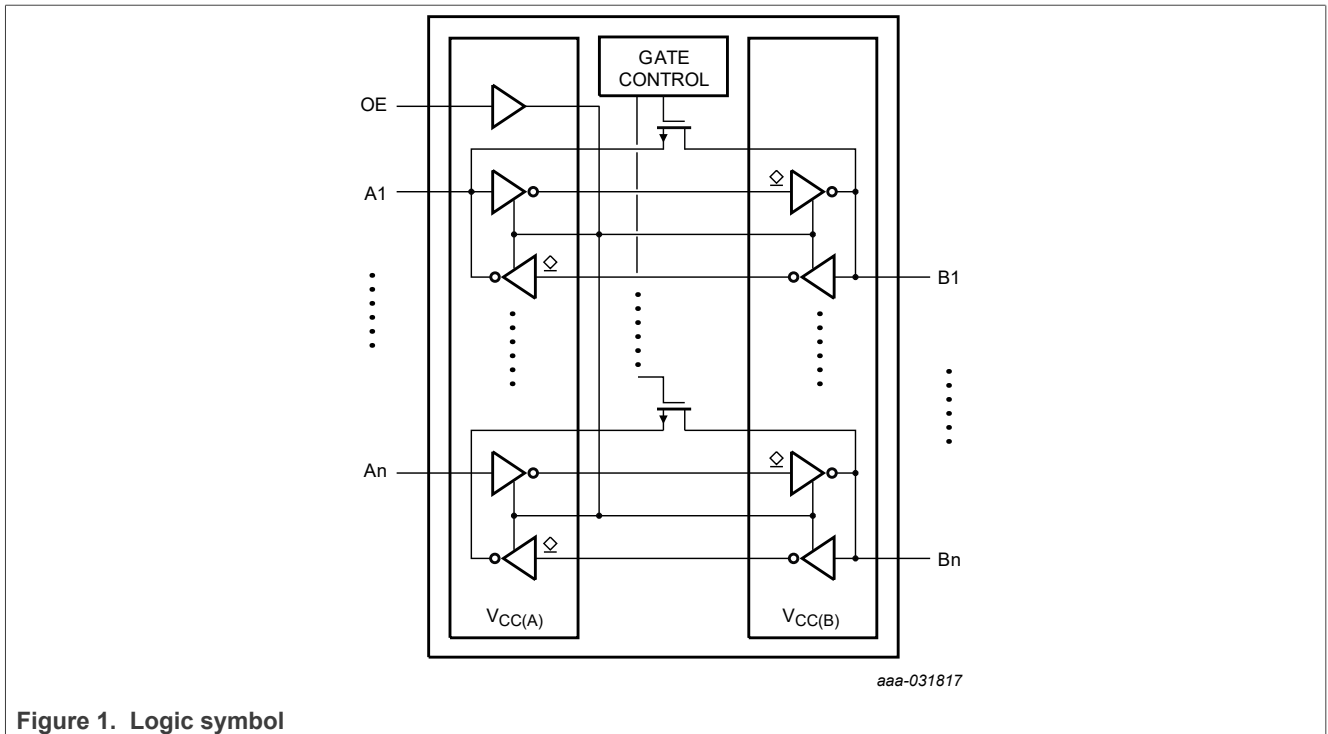 GATE
CONTROL
OE
A1
B1
An
Bn
VCC(A)
VCC(B)
aaa-031817
Figure 1. Logic symbol